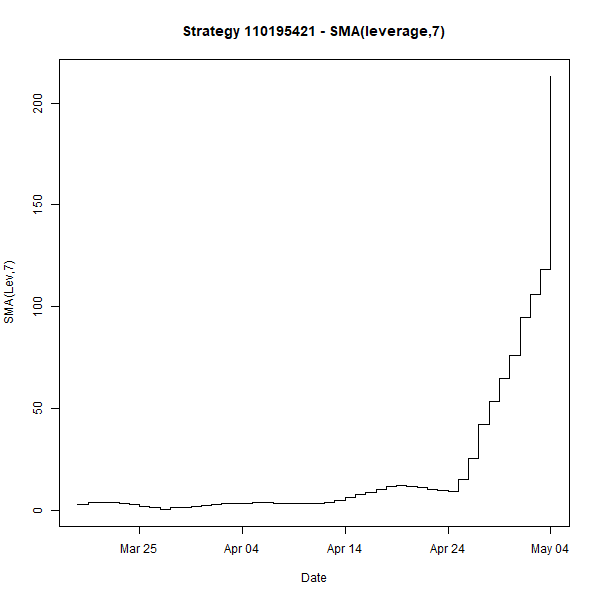 Strategy 110195421 - SMA(leverage,7)
200
150
100
50
0
SMA(Lev,7)
Mar 25 Apr 04 Apr 14 Apr 24 May 04
Date